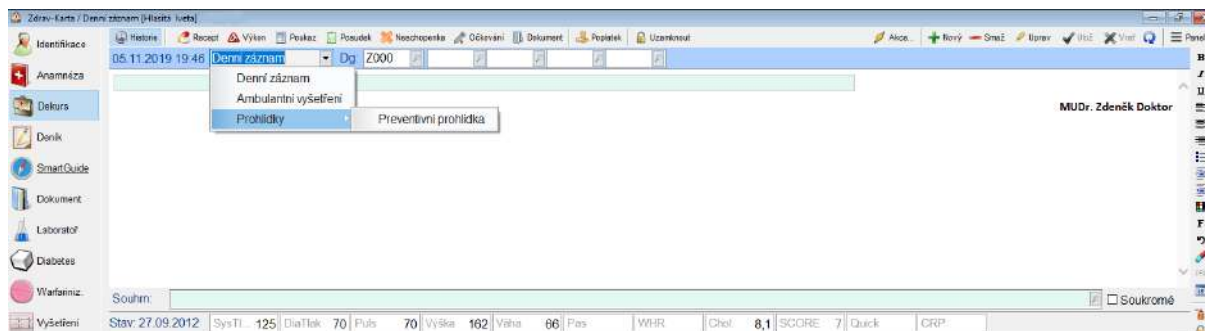 Zdrav-Karta / Denní záznam [Hlasitá Iveta]
Identifikace
Historie Recept Výkon Poukaz Posudek Neschopenka Očkování Dokument Poplatek Uzamknout Akce... Nový Smaž Uprav Ulož Vrať Panel
05.11.2019 19:46 Denní záznam Dg Z000
Anamnéza
Denní záznam
Ambulantní vyšetření
Prohlídky Preventivní prohlídka
Dekurs
MUDr. Zdeněk Doktor
Deník
SmartGuide
Dokument
Laboratoř
Diabetes
Warfariniz.
Souhrn: Soukromé
Vyšetření
Stav: 27.09.2012 SysTl... 125 DiaTlak 70 Puls 70 Výška 162 Váha 66 Pas WHR Chol 8,1 SCORE 7 Quick CRP
B
I
U
F